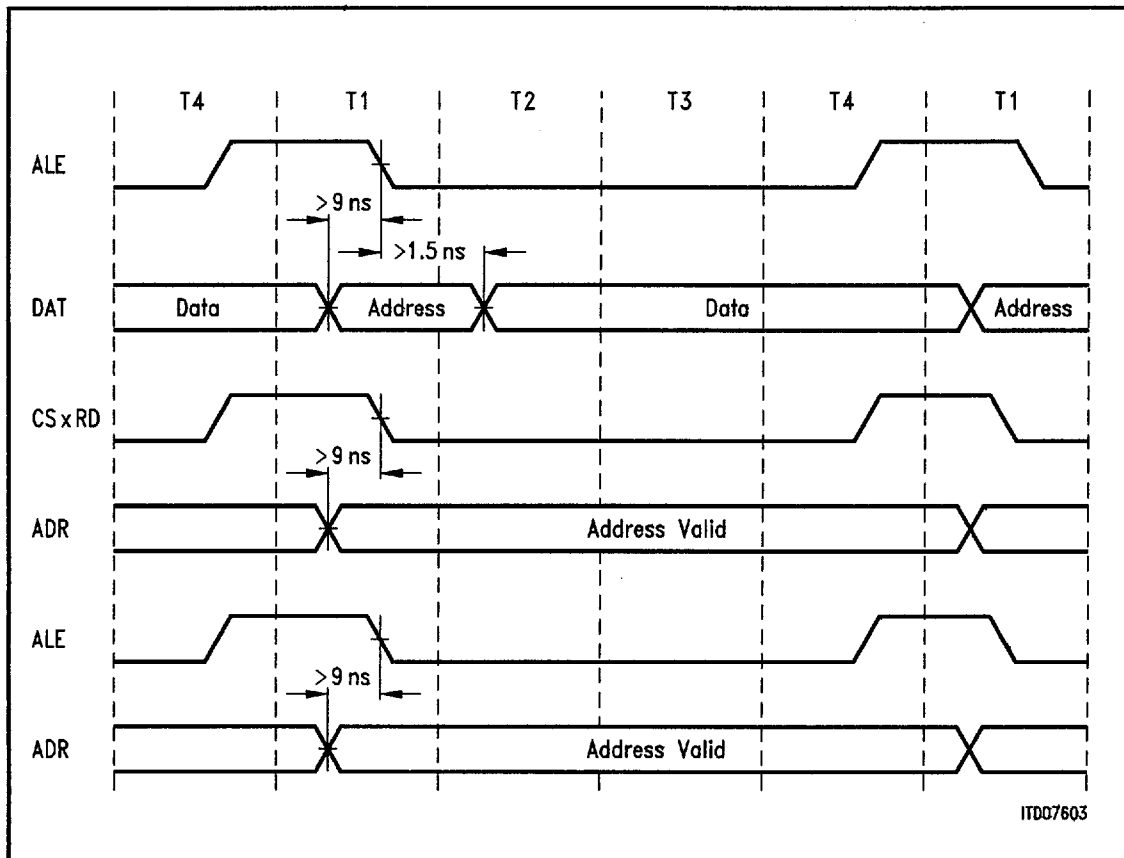 T4 T1 T2 T3 T4 T1
ALE
>9 ns
>1.5 ns
DAT Data Address Data Address
CS x RD
>9 ns
ADR Address Valid
ALE
>9 ns
ADR Address Valid
ITD07603